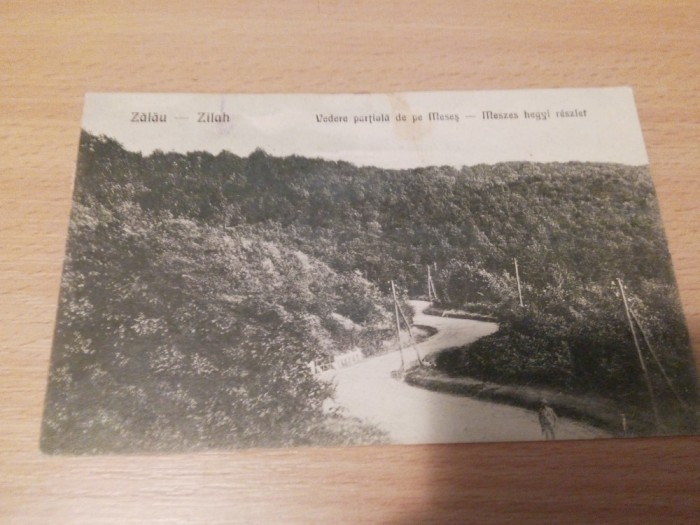 Zălău — Zilah Vedere parțială de pe Meseș — Meszes hegyi részlet